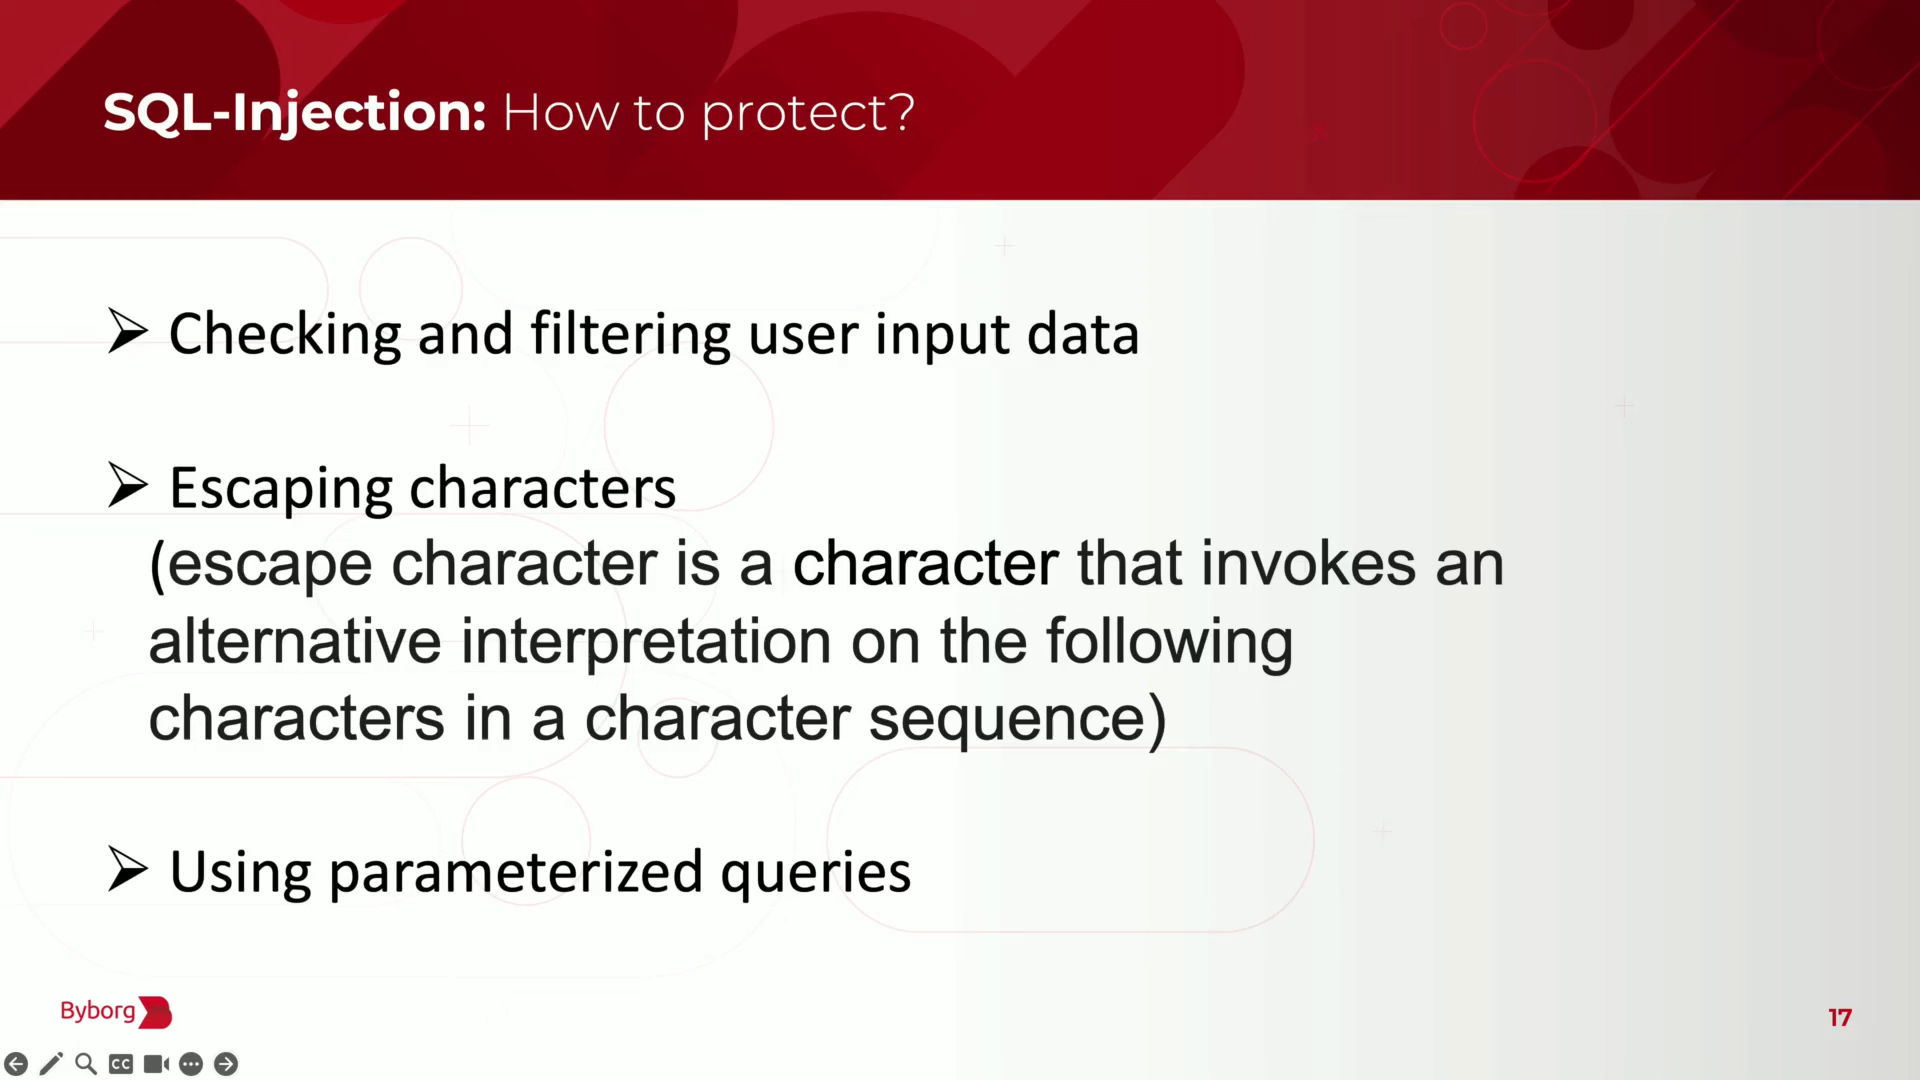 SQL-Injection: How to protect?
➢ Checking and filtering user input data
➢ Escaping characters
(escape character is a character that invokes an
alternative interpretation on the following
characters in a character sequence)
➢ Using parameterized queries
Byborg
17
CC